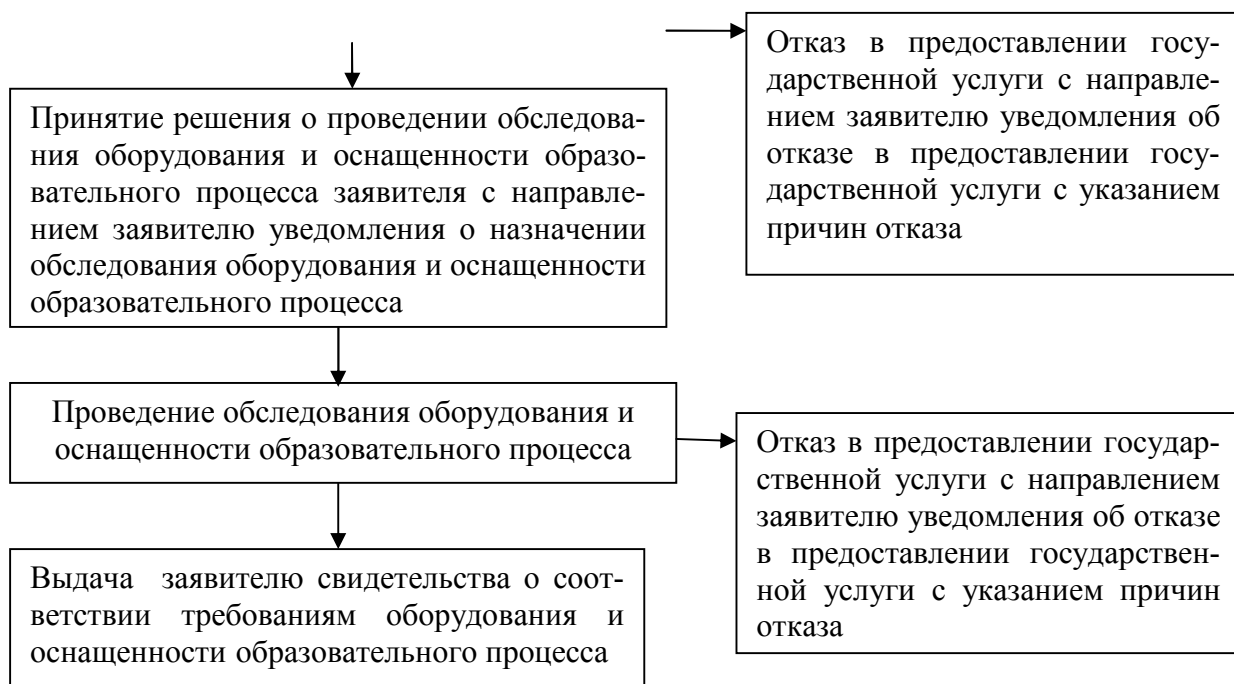 Отказ в предоставлении госу-
дарственной услуги с направле-
нием заявителю уведомления об
отказе в предоставлении госу-
дарственной услуги с указанием
причин отказа
Принятие решения о проведении обследова-
ния оборудования и оснащенности образо-
вательного процесса заявителя с направле-
нием заявителю уведомления о назначении
обследования оборудования и оснащенности
образовательного процесса
Проведение обследования оборудования и
оснащенности образовательного процесса
Отказ в предоставлении государ-
ственной услуги с направлением
заявителю уведомления об отказе
в предоставлении государствен-
ной услуги с указанием причин
отказа
Выдача заявителю свидетельства о соот-
ветствии требованиям оборудования и
оснащенности образовательного процесса